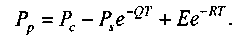 $P_p = P_c - P_s e^{-QT} + E e^{-RT}.$